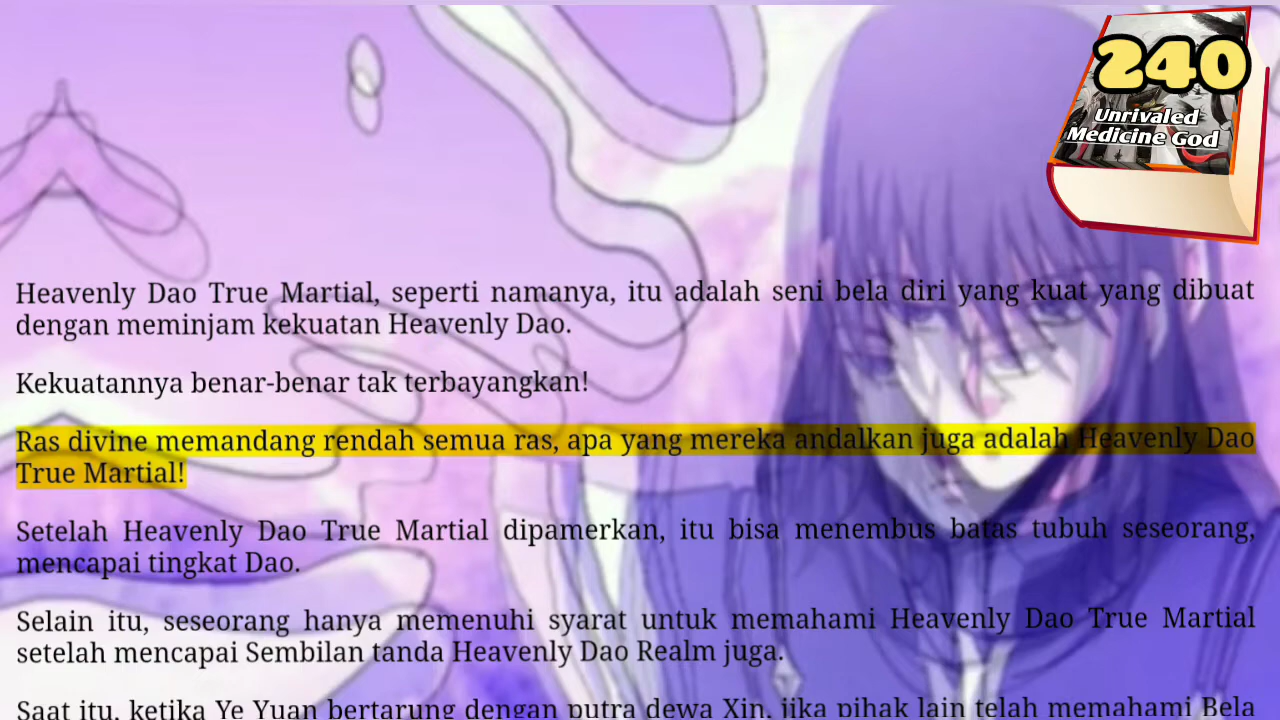 240
Unrivaled
Medicine God
Heavenly Dao True Martial, seperti namanya, itu adalah seni bela diri yang kuat yang dibuat
dengan meminjam kekuatan Heavenly Dao.
Kekuatannya benar-benar tak terbayangkan!
Ras divine memandang rendah semua ras, apa yang mereka andalkan juga adalah Heavenly Dao
True Martial!
Setelah Heavenly Dao True Martial dipamerkan, itu bisa menembus batas tubuh seseorang,
mencapai tingkat Dao.
Selain itu, seseorang hanya memenuhi syarat untuk memahami Heavenly Dao True Martial
setelah mencapai Sembilan tanda Heavenly Dao Realm juga.
Saat itu, ketika Ye Yuan bertarung dengan putra dewa Xin, jika pihak lain telah memahami Bela